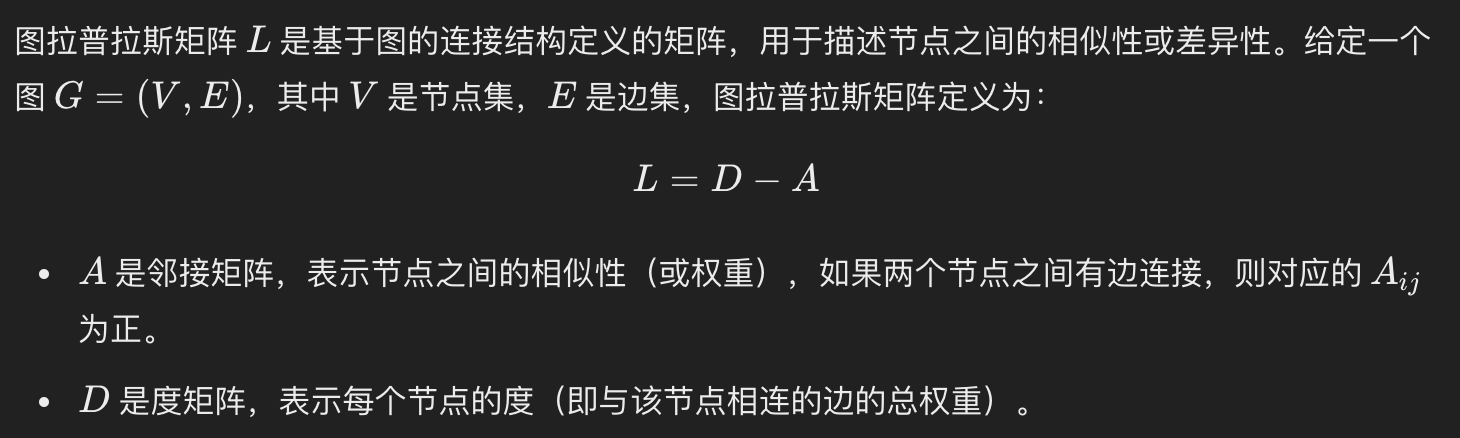 图拉普拉斯矩阵 L 是基于图的连接结构定义的矩阵，用于描述节点之间的相似性或差异性。给定一个
图 G = (V, E)，其中 V 是节点集，E 是边集，图拉普拉斯矩阵定义为：
L = D − A
• A 是邻接矩阵，表示节点之间的相似性（或权重），如果两个节点之间有边连接，则对应的 A_{ij}
为正。
• D 是度矩阵，表示每个节点的度（即与该节点相连的边的总权重）。